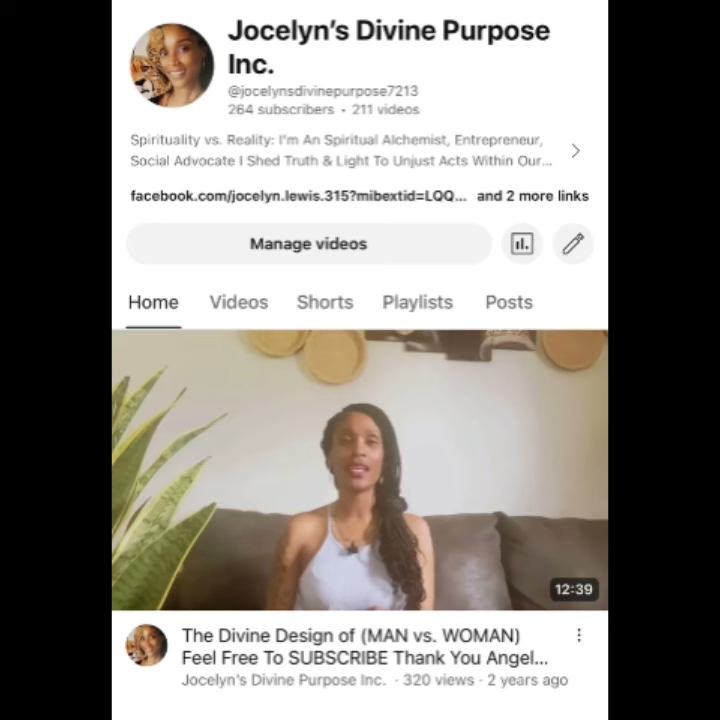 Jocelyn’s Divine Purpose
Inc.
@jocelynsdivinepurpose7213
264 subscribers • 211 videos
Spirituality vs. Reality: I'm An Spiritual Alchemist, Entrepreneur,
Social Advocate I Shed Truth & Light To Unjust Acts Within Our...
facebook.com/jocelyn.lewis.315?mibextid=LQQ... and 2 more links
Manage videos
Home Videos Shorts Playlists Posts
12:39
The Divine Design of (MAN vs. WOMAN)
Feel Free To SUBSCRIBE Thank You Angel...
Jocelyn's Divine Purpose Inc. · 320 views · 2 years ago